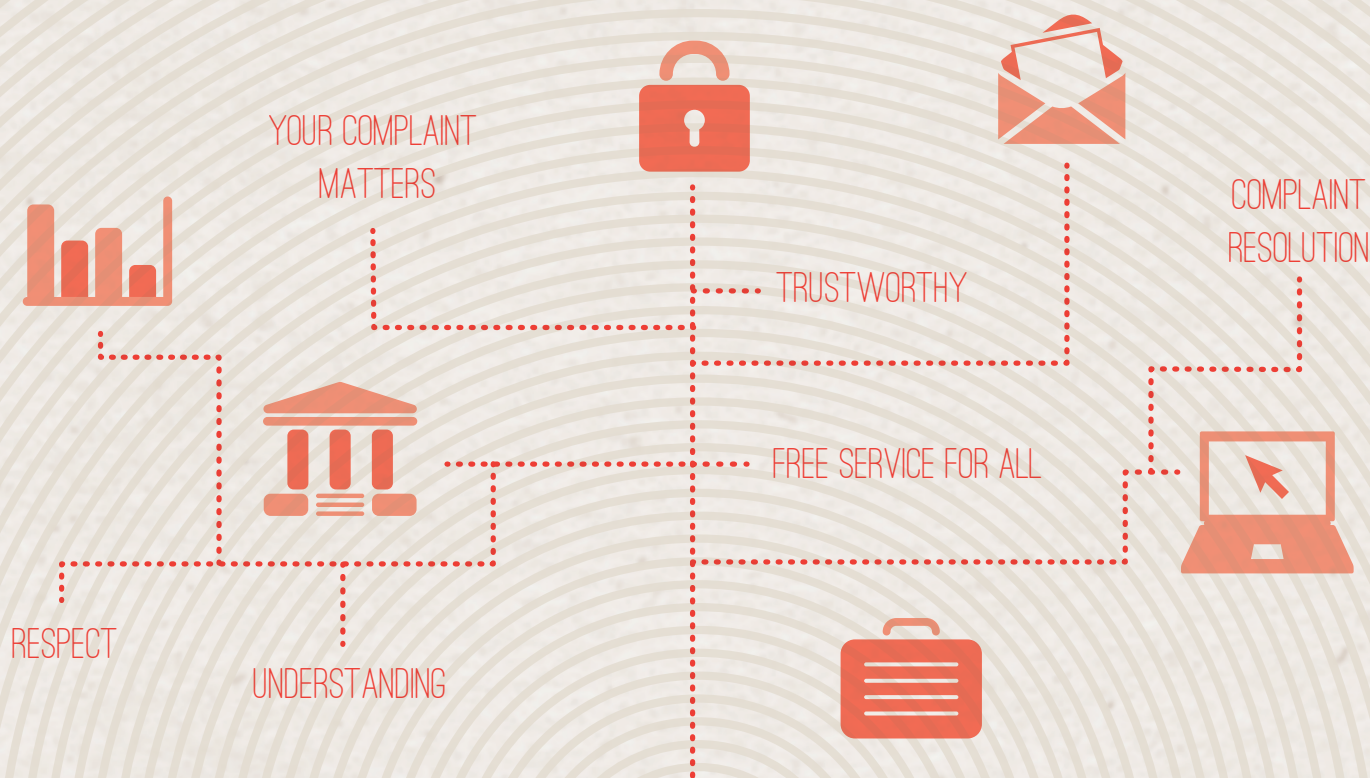 YOUR COMPLAINT
MATTERS
COMPLAINT
RESOLUTION
TRUSTWORTHY
FREE SERVICE FOR ALL
RESPECT
UNDERSTANDING